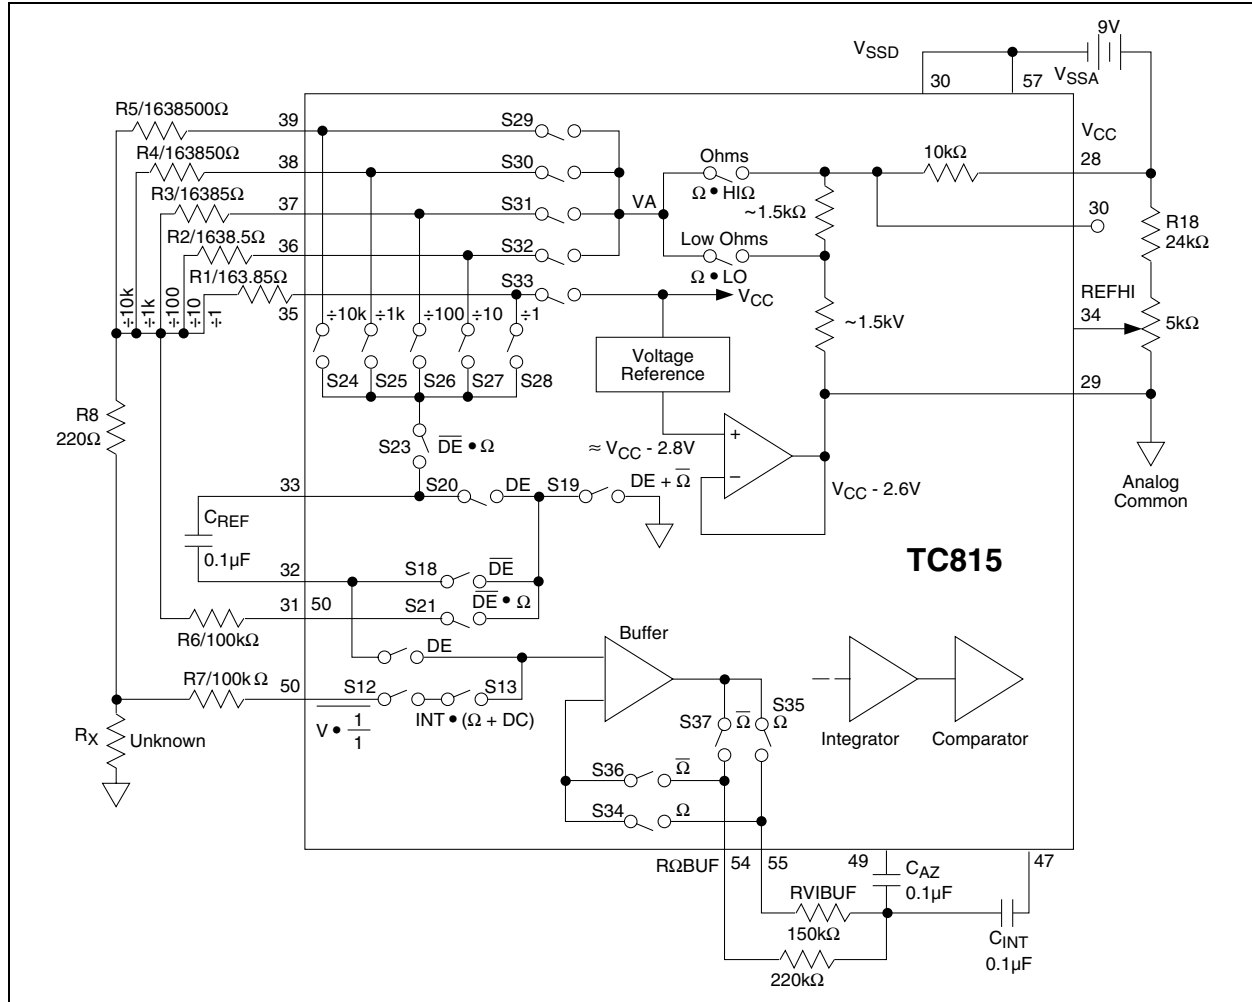 9V
VSSD
VSSA
30
57
R5/1638500Ω
39
S29
VCC
R4/163850Ω
38
S30
Ohms
10kΩ
28
Ω • HIΩ
R3/16385Ω
37
S31
VA
~1.5kΩ
30
R18
24kΩ
R2/1638.5Ω
36
S32
Low Ohms
Ω • LO
R1/163.85Ω
35
S33
VCC
REFHI
34
5kΩ
÷10k
÷1k
÷100
÷10
÷1
÷10k
÷1k
÷100
÷10
÷1
~1.5kV
Voltage
Reference
S24
S25
S26
S27
S28
29
R8
220Ω
S23
D̅E̅ • Ω
≈ VCC - 2.8V
+
−
VCC - 2.6V
Analog
Common
33
S20
DE
S19
DE + Ω̅
CREF
0.1µF
TC815
32
S18
D̅E̅
31
50
S21
D̅E̅ • Ω
R6/100kΩ
DE
Buffer
R7/100kΩ
50
S12
S13
V • 1/1
INT • (Ω + DC)
RX
Unknown
S37
Ω̅
S35
Ω
Integrator
Comparator
S36
Ω̅
S34
Ω
RΩBUF
54
55
49
47
CAZ
0.1µF
RVIBUF
150kΩ
CINT
0.1µF
220kΩ